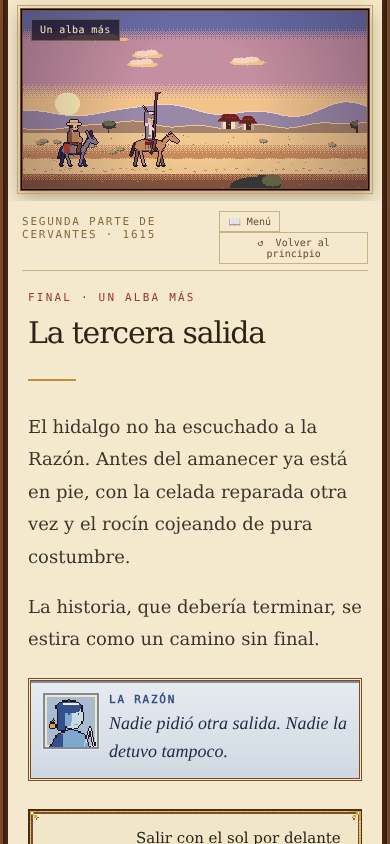 Un alba más
SEGUNDA PARTE DE
CERVANTES · 1615
📖 Menú
↺ Volver al
principio
FINAL · UN ALBA MÁS
La tercera salida
El hidalgo no ha escuchado a la
Razón. Antes del amanecer ya está
en pie, con la celada reparada otra
vez y el rocín cojeando de pura
costumbre.
La historia, que debería terminar, se
estira como un camino sin final.
LA RAZÓN
Nadie pidió otra salida. Nadie la
detuvo tampoco.
Salir con el sol por delante